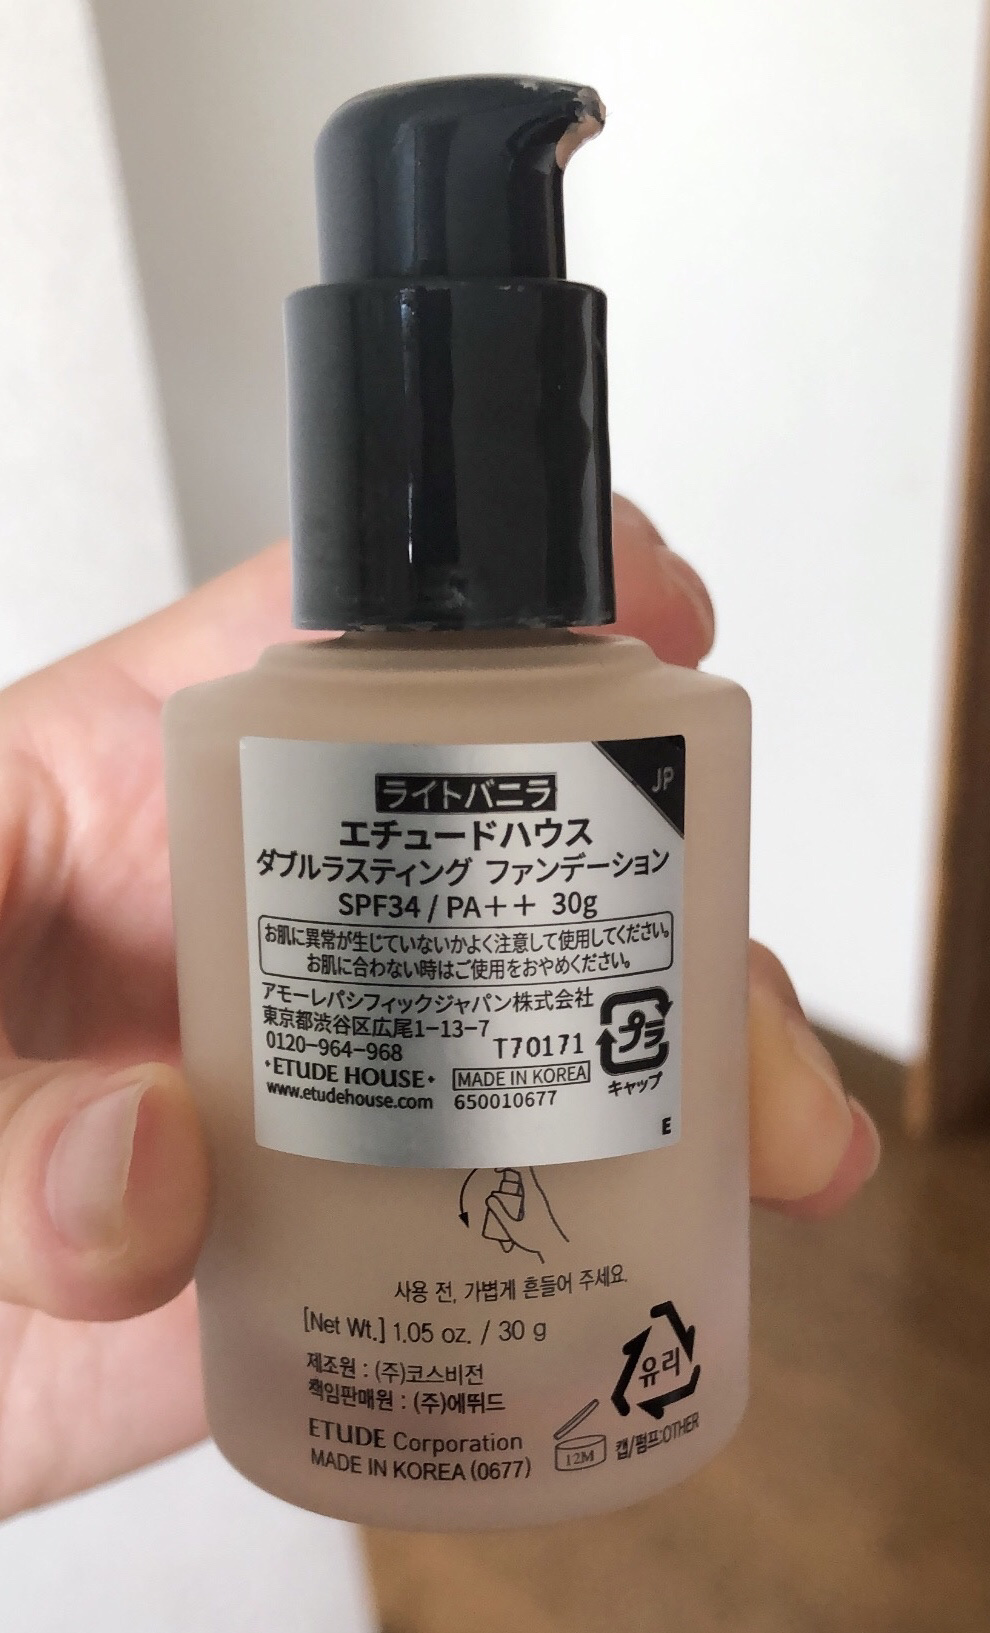 JP
ライトバニラ
エチュードハウス
ダブルラスティング ファンデーション
SPF34 / PA++ 30g
お肌に異常が生じていないかよく注意して使用してください。
お肌に合わない時はご使用をおやめください。
アモーレパシフィックジャパン株式会社
東京都渋谷区広尾1-13-7
0120-964-968
T70171
プラ
キャップ
ETUDE HOUSE
MADE IN KOREA
www.etudehouse.com
650010677
E
사용 전, 가볍게 흔들어 주세요.
[Net Wt.] 1.05 oz. / 30 g
제조원 : (주)코스비전
책임판매원 : (주)에뛰드
유리
캡/펌프:OTHER
ETUDE Corporation
12M
MADE IN KOREA (0677)